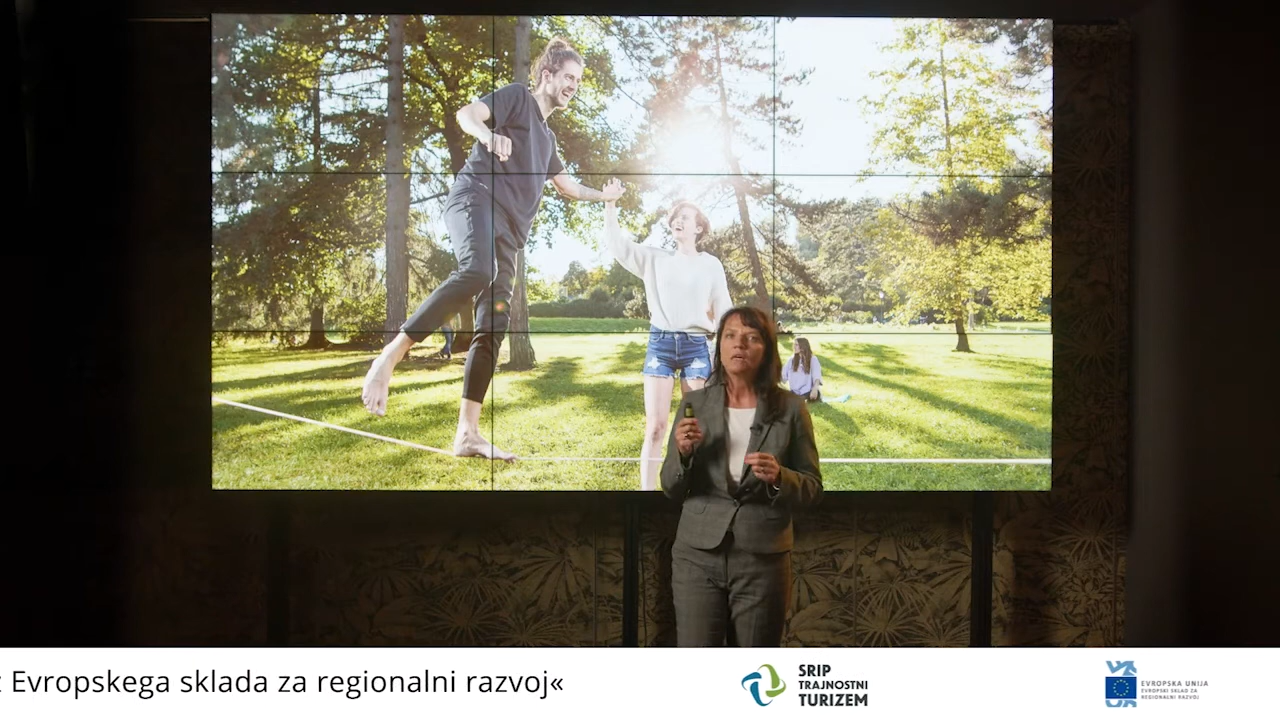 Evropskega sklada za regionalni razvoj«
SRIP
TRAJNOSTNI
TURIZEM
EVROPSKA UNIJA
EVROPSKI SKLAD ZA
REGIONALNI RAZVOJ